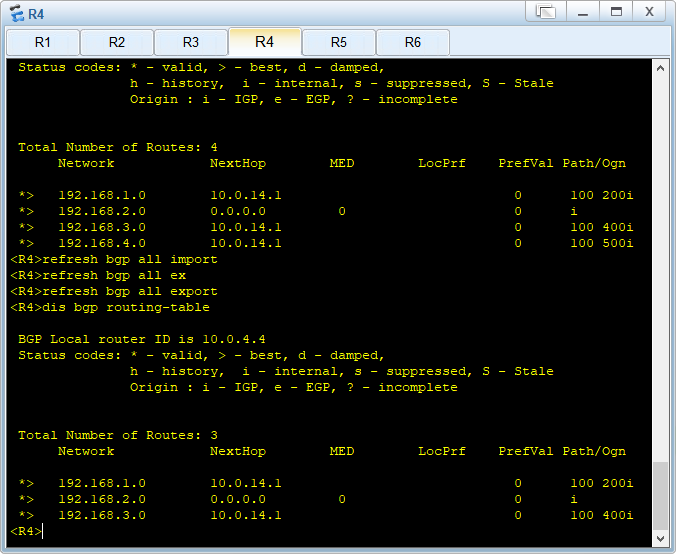 R4
R1 R2 R3 R4 R5 R6
Status codes: * - valid, > - best, d - damped,
h - history,  i - internal, s - suppressed, S - Stale
Origin : i - IGP, e - EGP, ? - incomplete
Total Number of Routes: 4
Network NextHop MED LocPrf PrefVal Path/Ogn
*> 192.168.1.0 10.0.14.1 0 100 200i
*> 192.168.2.0 0.0.0.0 0 0 i
*> 192.168.3.0 10.0.14.1 0 100 400i
*> 192.168.4.0 10.0.14.1 0 100 500i
<R4>refresh bgp all import
<R4>refresh bgp all ex
<R4>refresh bgp all export
<R4>dis bgp routing-table
BGP Local router ID is 10.0.4.4
Status codes: * - valid, > - best, d - damped,
h - history,  i - internal, s - suppressed, S - Stale
Origin : i - IGP, e - EGP, ? - incomplete
Total Number of Routes: 3
Network NextHop MED LocPrf PrefVal Path/Ogn
*> 192.168.1.0 10.0.14.1 0 100 200i
*> 192.168.2.0 0.0.0.0 0 0 i
*> 192.168.3.0 10.0.14.1 0 100 400i
<R4>